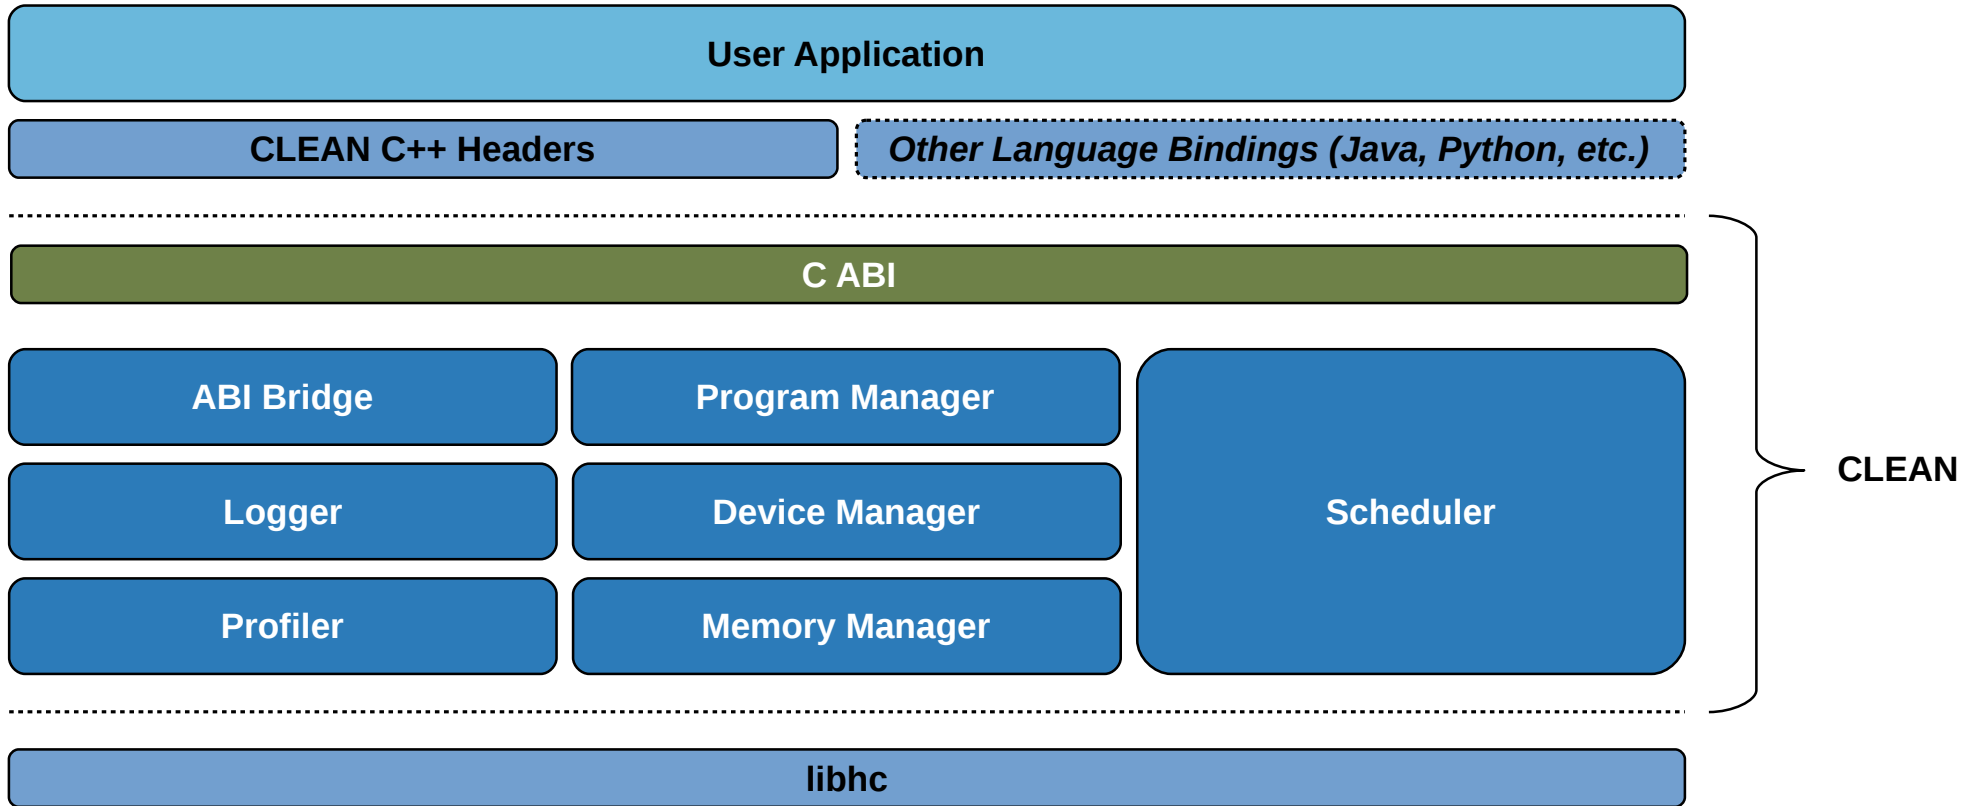 User Application
CLEAN C++ Headers
Other Language Bindings (Java, Python, etc.)
C ABI
ABI Bridge
Program Manager
Scheduler
Logger
Device Manager
Profiler
Memory Manager
CLEAN
libhc